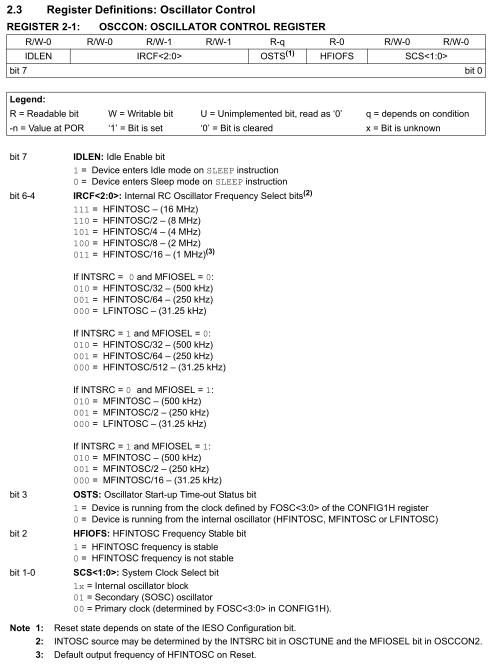 2.3 Register Definitions: Oscillator Control
REGISTER 2-1: OSCCON: OSCILLATOR CONTROL REGISTER
R/W-0 R/W-0 R/W-1 R/W-1 R-q R-0 R/W-0 R/W-0
IDLEN IRCF<2:0> OSTS(1) HFIOFS SCS<1:0>
bit 7 bit 0
Legend:
R = Readable bit W = Writable bit U = Unimplemented bit, read as ‘0’ q = depends on condition
-n = Value at POR ‘1’ = Bit is set ‘0’ = Bit is cleared x = Bit is unknown
bit 7 IDLEN: Idle Enable bit
1 = Device enters Idle mode on SLEEP instruction
0 = Device enters Sleep mode on SLEEP instruction
bit 6-4 IRCF<2:0>: Internal RC Oscillator Frequency Select bits(2)
111 = HFINTOSC – (16 MHz)
110 = HFINTOSC/2 – (8 MHz)
101 = HFINTOSC/4 – (4 MHz)
100 = HFINTOSC/8 – (2 MHz)
011 = HFINTOSC/16 – (1 MHz)(3)
If INTSRC = 0 and MFIOSEL = 0:
010 = HFINTOSC/32 – (500 kHz)
001 = HFINTOSC/64 – (250 kHz)
000 = LFINTOSC – (31.25 kHz)
If INTSRC = 1 and MFIOSEL = 0:
010 = HFINTOSC/32 – (500 kHz)
001 = HFINTOSC/64 – (250 kHz)
000 = HFINTOSC/512 – (31.25 kHz)
If INTSRC = 0 and MFIOSEL = 1:
010 = MFINTOSC – (500 kHz)
001 = MFINTOSC/2 – (250 kHz)
000 = LFINTOSC – (31.25 kHz)
If INTSRC = 1 and MFIOSEL = 1:
010 = MFINTOSC – (500 kHz)
001 = MFINTOSC/2 – (250 kHz)
000 = MFINTOSC/16 – (31.25 kHz)
bit 3 OSTS: Oscillator Start-up Time-out Status bit
1 = Device is running from the clock defined by FOSC<3:0> of the CONFIG1H register
0 = Device is running from the internal oscillator (HFINTOSC, MFINTOSC or LFINTOSC)
bit 2 HFIOFS: HFINTOSC Frequency Stable bit
1 = HFINTOSC frequency is stable
0 = HFINTOSC frequency is not stable
bit 1-0 SCS<1:0>: System Clock Select bit
1x = Internal oscillator block
01 = Secondary (SOSC) oscillator
00 = Primary clock (determined by FOSC<3:0> in CONFIG1H).
Note 1: Reset state depends on state of the IESO Configuration bit.
2: INTOSC source may be determined by the INTSRC bit in OSCTUNE and the MFIOSEL bit in OSCCON2.
3: Default output frequency of HFINTOSC on Reset.